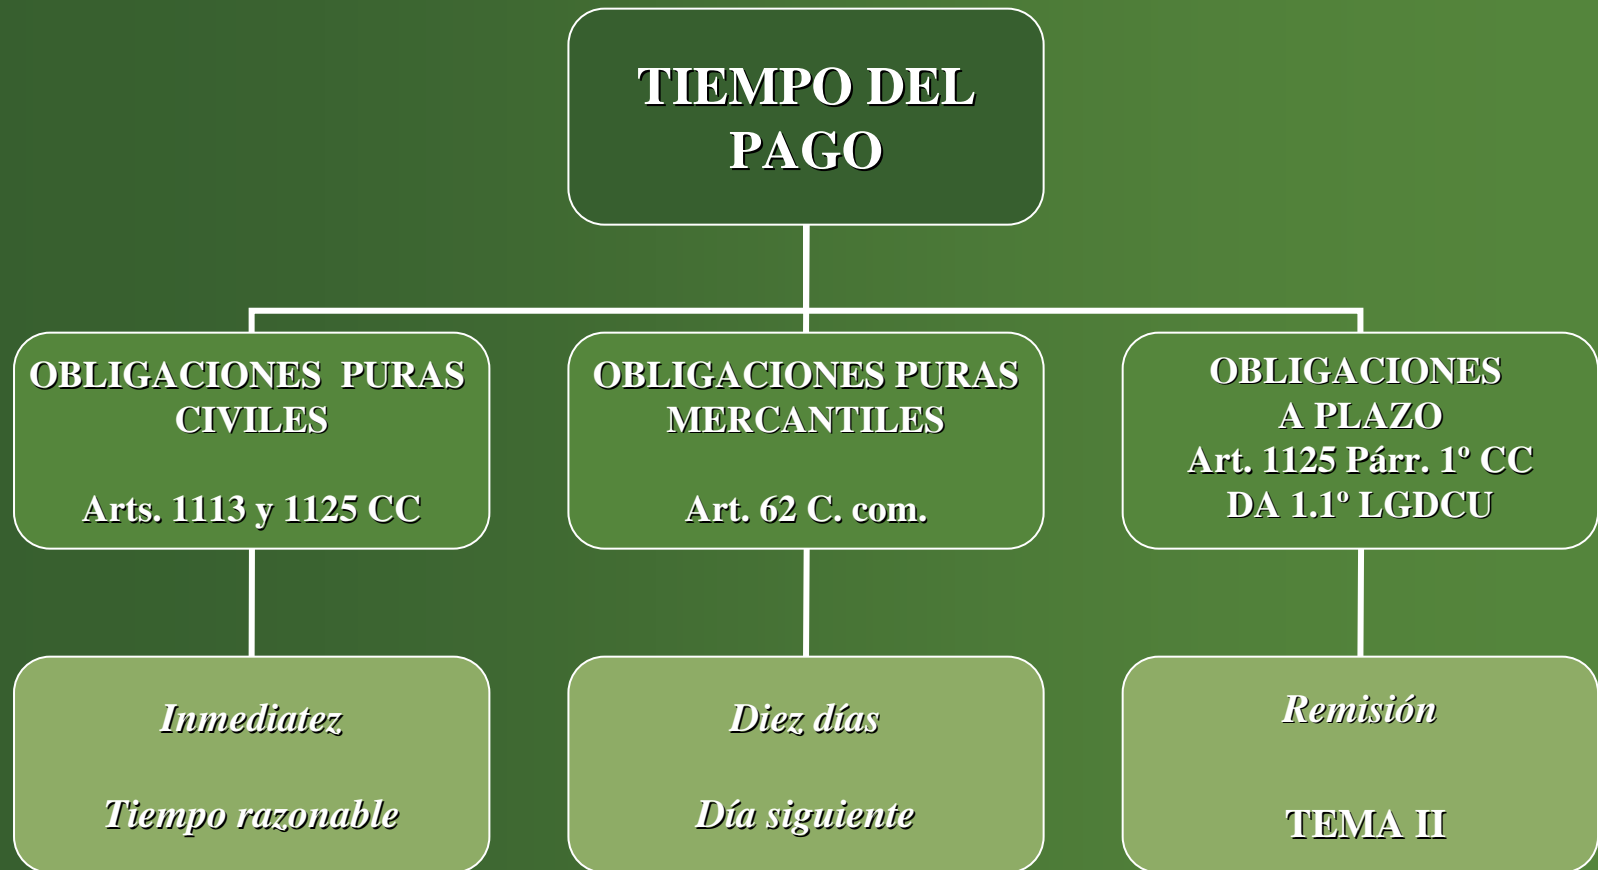 TIEMPO DEL
PAGO
OBLIGACIONES PURAS
CIVILES
Arts. 1113 y 1125 CC
OBLIGACIONES PURAS
MERCANTILES
Art. 62 C. com.
OBLIGACIONES
A PLAZO
Art. 1125 Párr. 1º CC
DA 1.1º LGDCU
Inmediatez
Tiempo razonable
Diez días
Día siguiente
Remisión
TEMA II